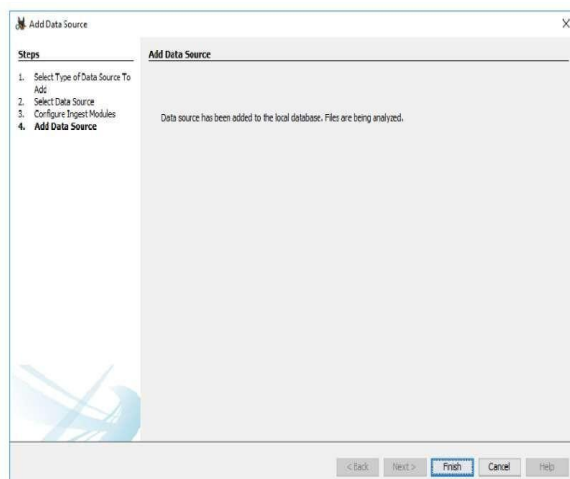 Add Data Source
Steps
1. Select Type of Data Source To
Add
2. Select Data Source
3. Configure Ingest Modules
4. Add Data Source
Add Data Source
Data source has been added to the local database. Files are being analyzed.
< Back Next > Finish Cancel Help